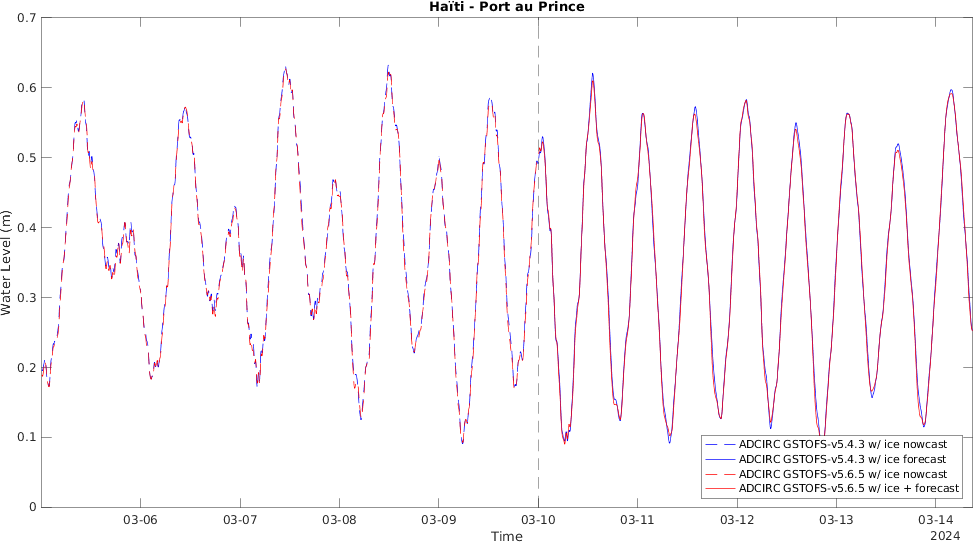 Haïti - Port au Prince
Water Level (m)
0.7
0.6
0.5
0.4
0.3
0.2
0.1
0
ADCIRC GSTOFS-v5.4.3 w/ ice nowcast
ADCIRC GSTOFS-v5.4.3 w/ ice forecast
ADCIRC GSTOFS-v5.6.5 w/ ice nowcast
ADCIRC GSTOFS-v5.6.5 w/ ice + forecast
03-06 03-07 03-08 03-09 03-10 03-11 03-12 03-13 03-14
Time
2024